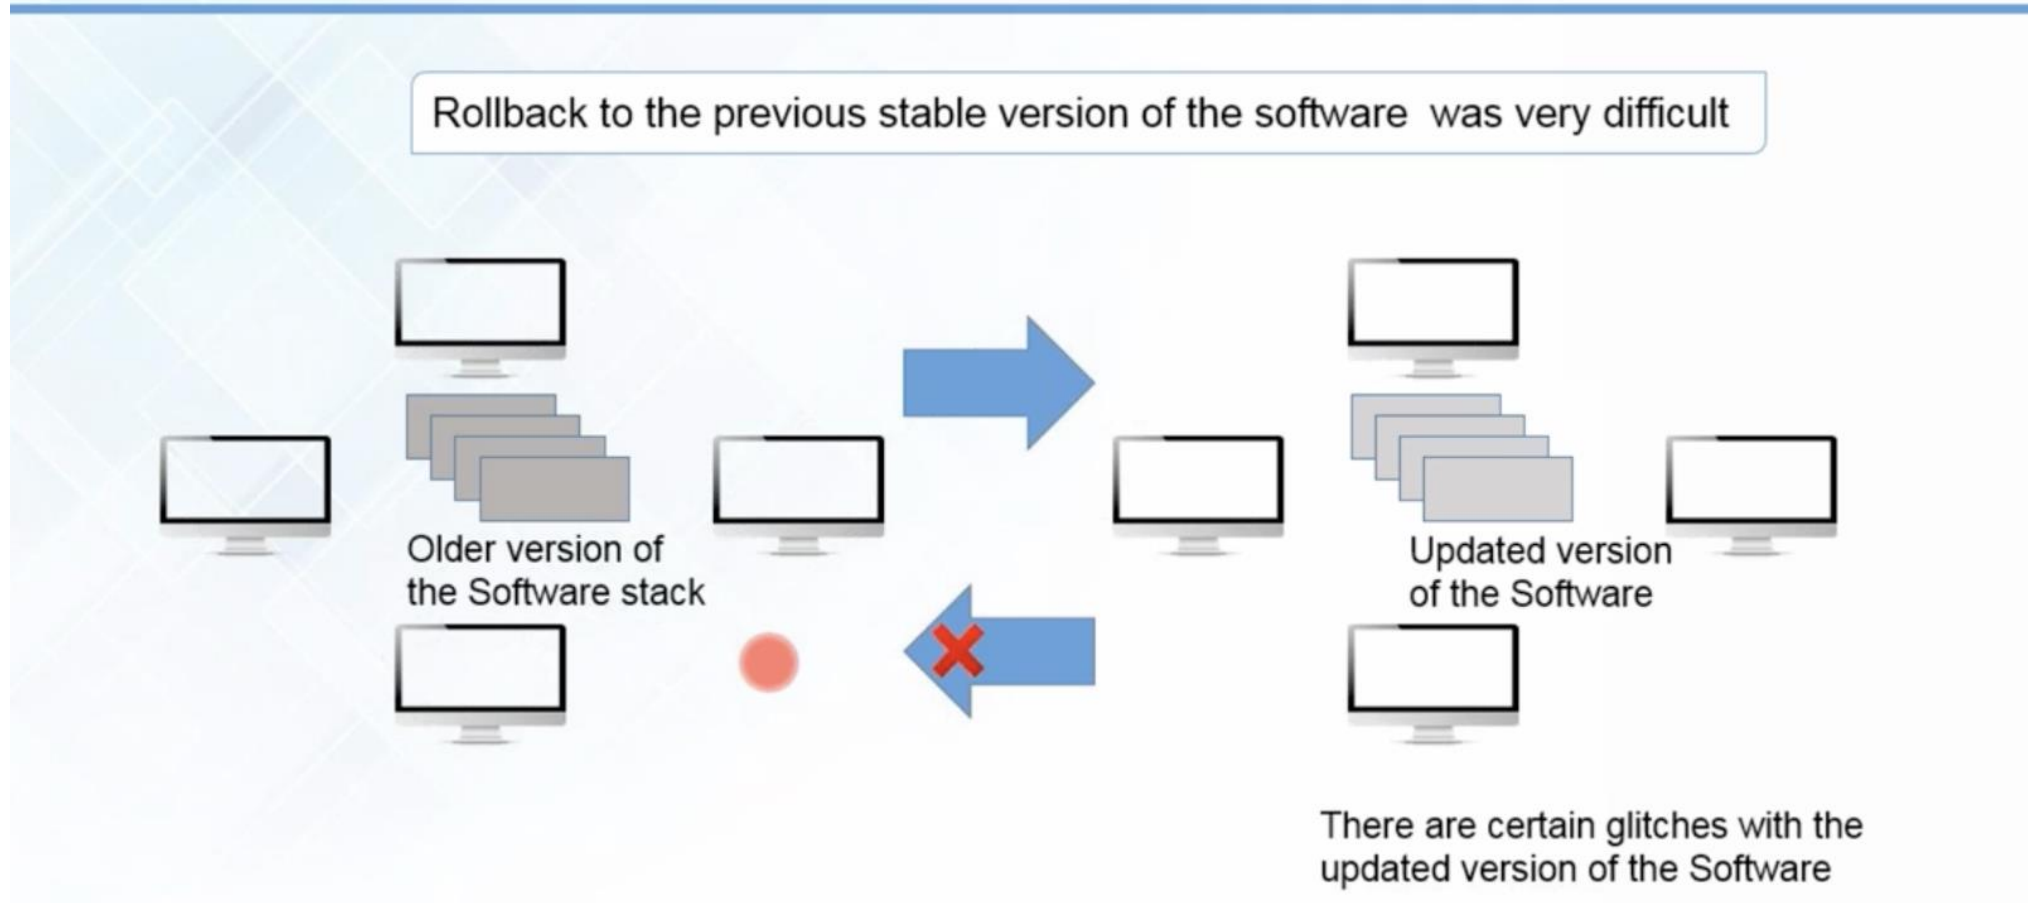 Rollback to the previous stable version of the software was very difficult
Older version of
the Software stack
Updated version
of the Software
There are certain glitches with the
updated version of the Software